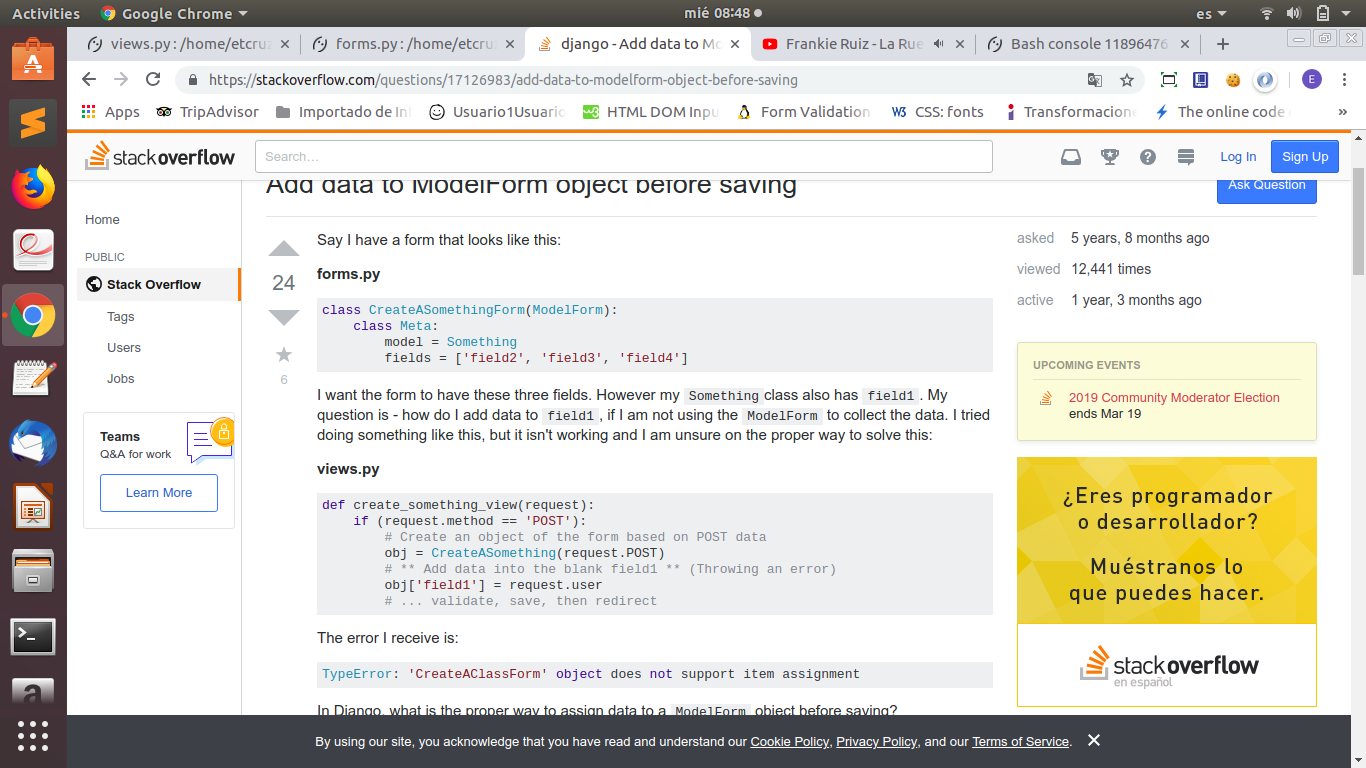 Activities
Google Chrome
mié 08:48
es
views.py : /home/etcru
forms.py : /home/etcru
django - Add data to Mo
Frankie Ruiz - La Rue
Bash console 11896476
https://stackoverflow.com/questions/17126983/add-data-to-modelform-object-before-saving
E
Apps
TripAdvisor
Importado de In
Usuario1Usuario
HTML DOM Inpu
Form Validation
W3 CSS: fonts
Transformacione
The online code
»
stackoverflow
Search…
Log In
Sign Up
Add data to ModelForm object before saving
Ask Question
Home
PUBLIC
Stack Overflow
Tags
Users
Jobs
Teams
Q&A for work
Learn More
24
6
Say I have a form that looks like this:
forms.py
class CreateASomethingForm(ModelForm):
    class Meta:
        model = Something
        fields = ['field2', 'field3', 'field4']
I want the form to have these three fields. However my Something class also has field1 . My
question is - how do I add data to field1 , if I am not using the ModelForm to collect the data. I tried
doing something like this, but it isn't working and I am unsure on the proper way to solve this:
views.py
def create_something_view(request):
    if (request.method == 'POST'):
        # Create an object of the form based on POST data
        obj = CreateASomething(request.POST)
        # ** Add data into the blank field1 ** (Throwing an error)
        obj['field1'] = request.user
        # ... validate, save, then redirect
The error I receive is:
TypeError: 'CreateAClassForm' object does not support item assignment
In Django, what is the proper way to assign data to a ModelForm object before saving?
asked 5 years, 8 months ago
viewed 12,441 times
active 1 year, 3 months ago
UPCOMING EVENTS
2019 Community Moderator Election
ends Mar 19
¿Eres programador
o desarrollador?
Muéstranos lo
que puedes hacer.
stackoverflow
en español
By using our site, you acknowledge that you have read and understand our Cookie Policy, Privacy Policy, and our Terms of Service.